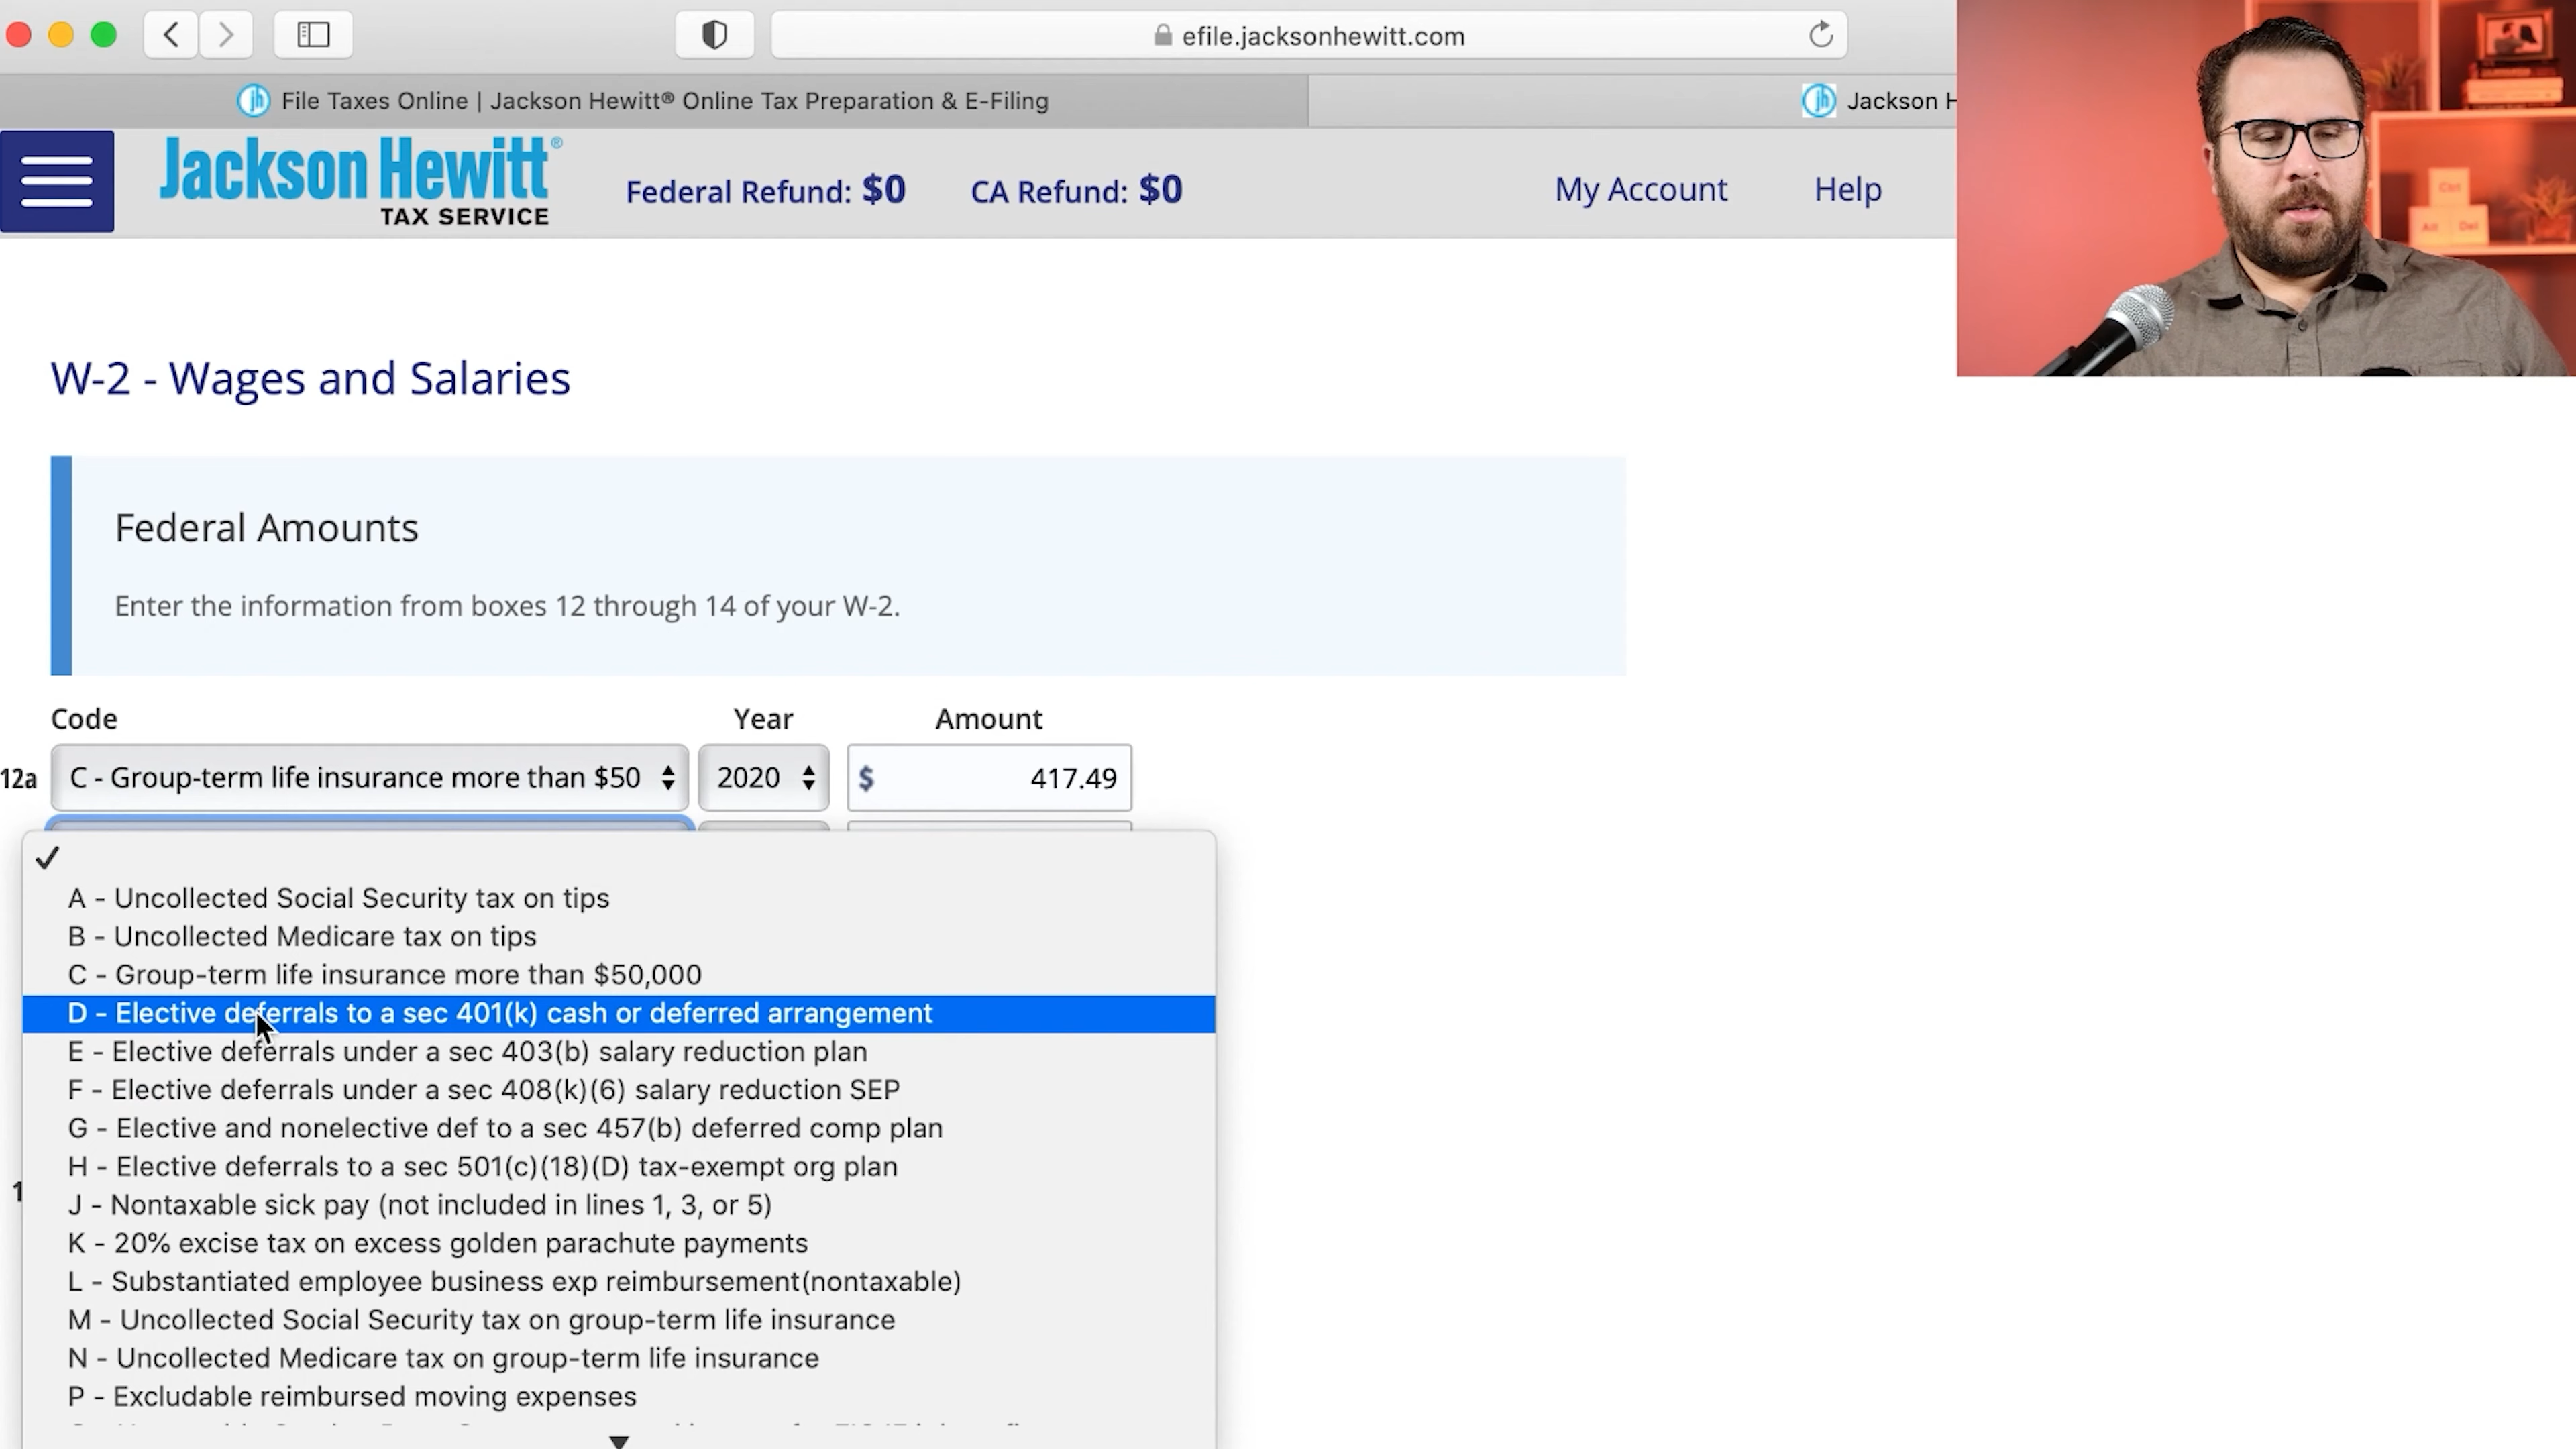 efile.jacksonhewitt.com
File Taxes Online | Jackson Hewitt® Online Tax Preparation & E-Filing
Jackson H
Jackson Hewitt®
TAX SERVICE
Federal Refund: $0
CA Refund: $0
My Account
Help
W-2 - Wages and Salaries
Federal Amounts
Enter the information from boxes 12 through 14 of your W-2.
Code
Year
Amount
12a
C - Group-term life insurance more than $50
2020
$ 417.49
A - Uncollected Social Security tax on tips
B - Uncollected Medicare tax on tips
C - Group-term life insurance more than $50,000
D - Elective deferrals to a sec 401(k) cash or deferred arrangement
E - Elective deferrals under a sec 403(b) salary reduction plan
F - Elective deferrals under a sec 408(k)(6) salary reduction SEP
G - Elective and nonelective def to a sec 457(b) deferred comp plan
H - Elective deferrals to a sec 501(c)(18)(D) tax-exempt org plan
1
J - Nontaxable sick pay (not included in lines 1, 3, or 5)
K - 20% excise tax on excess golden parachute payments
L - Substantiated employee business exp reimbursement(nontaxable)
M - Uncollected Social Security tax on group-term life insurance
N - Uncollected Medicare tax on group-term life insurance
P - Excludable reimbursed moving expenses
Ctrl
Alt
Del